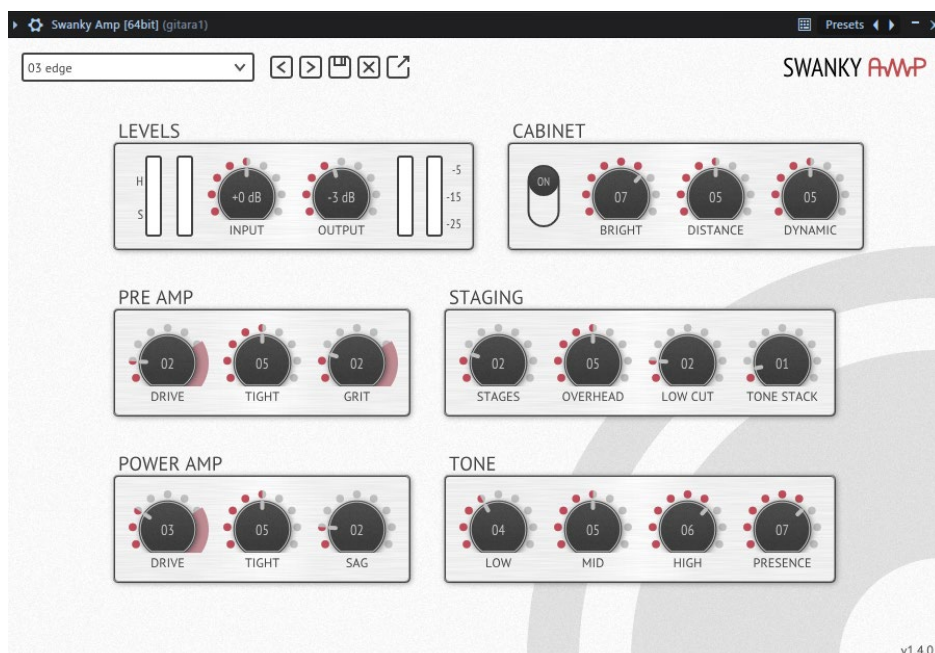 Swanky Amp [64bit] (gitara1)
Presets
03 edge
SWANKY AMP
LEVELS
CABINET
H
S
+0 dB
-3 dB
-5
-15
-25
INPUT
OUTPUT
ON
07
05
05
BRIGHT
DISTANCE
DYNAMIC
PRE AMP
STAGING
02
05
02
DRIVE
TIGHT
GRIT
02
05
02
01
STAGES
OVERHEAD
LOW CUT
TONE STACK
POWER AMP
TONE
03
05
02
DRIVE
TIGHT
SAG
04
05
06
07
LOW
MID
HIGH
PRESENCE
v1.4.0